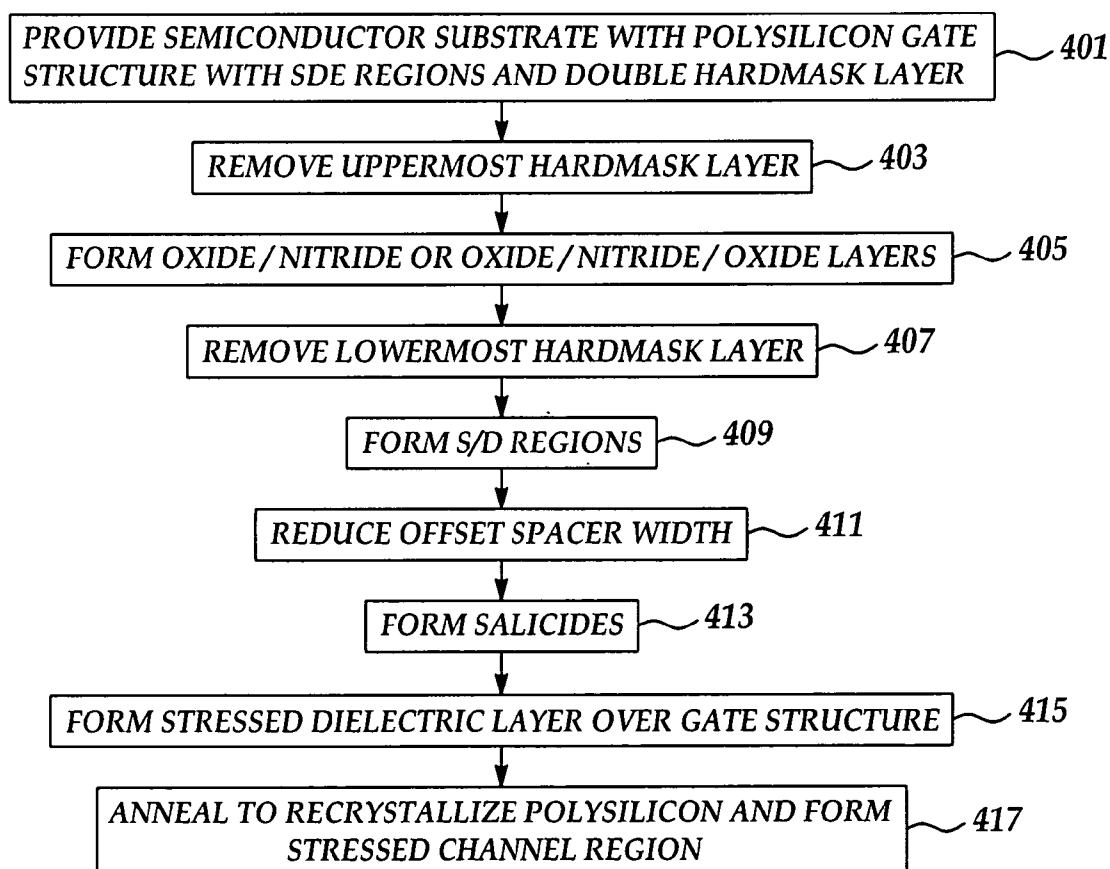 PROVIDE SEMICONDUCTOR SUBSTRATE WITH POLYSILICON GATE
STRUCTURE WITH SDE REGIONS AND DOUBLE HARDMASK LAYER
401
REMOVE UPPERMOST HARDMASK LAYER
403
FORM OXIDE/NITRIDE OR OXIDE/NITRIDE/OXIDE LAYERS
405
REMOVE LOWERMOST HARDMASK LAYER
407
FORM S/D REGIONS
409
REDUCE OFFSET SPACER WIDTH
411
FORM SALICIDES
413
FORM STRESSED DIELECTRIC LAYER OVER GATE STRUCTURE
415
ANNEAL TO RECRYSTALLIZE POLYSILICON AND FORM
STRESSED CHANNEL REGION
417